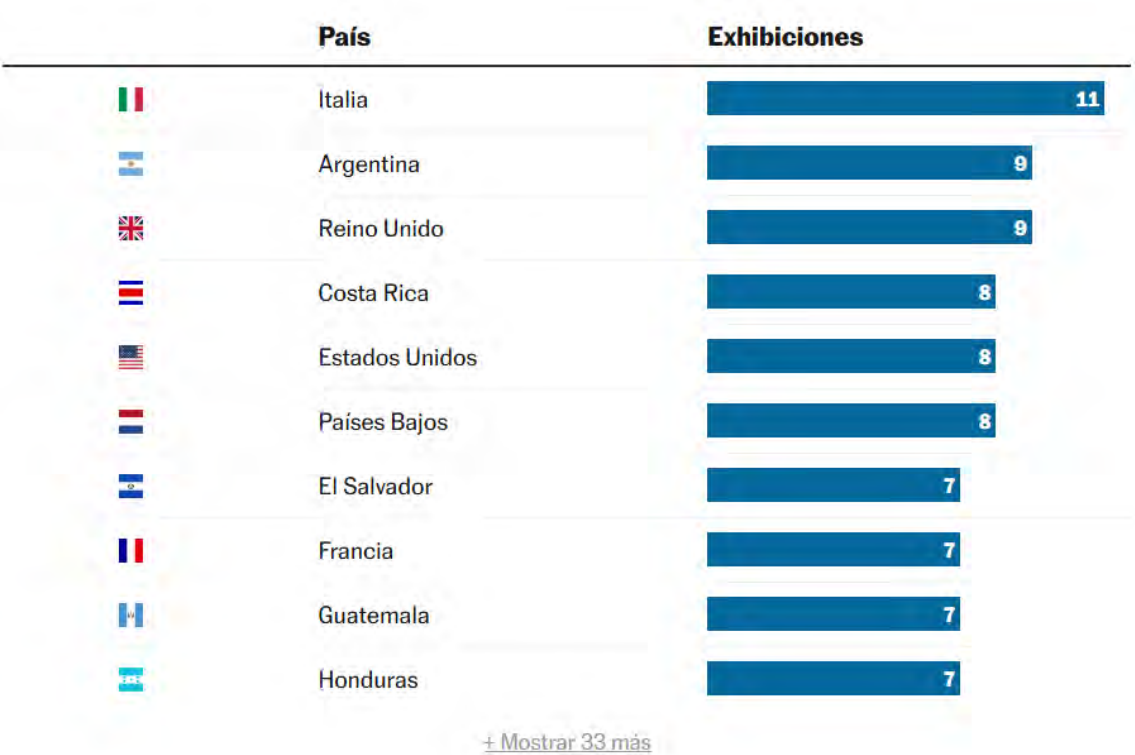 País Exhibiciones
Italia 11
Argentina 9
Reino Unido 9
Costa Rica 8
Estados Unidos 8
Países Bajos 8
El Salvador 7
Francia 7
Guatemala 7
Honduras 7
+ Mostrar 33 más